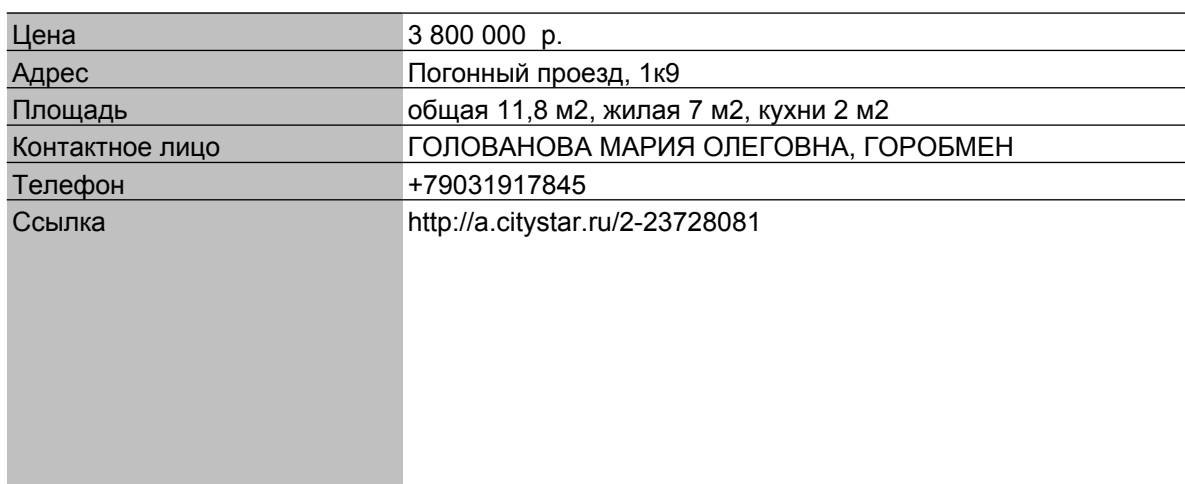 Цена 3 800 000 р.
Адрес Погонный проезд, 1к9
Площадь общая 11,8 м2, жилая 7 м2, кухни 2 м2
Контактное лицо ГОЛОВАНОВА МАРИЯ ОЛЕГОВНА, ГОРОБМЕН
Телефон +79031917845
Ссылка http://a.citystar.ru/2-23728081